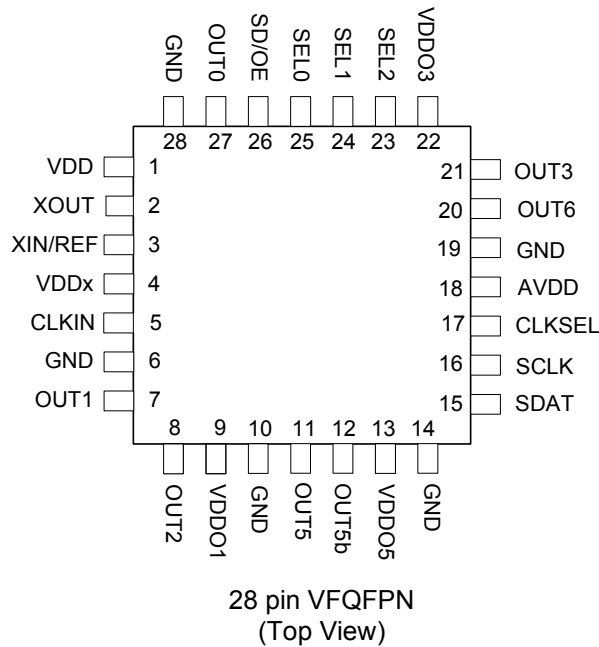 GND
OUT0
SD/OE
SEL0
SEL1
SEL2
VDDO3
28 27 26 25 24 23 22
VDD 1
XOUT 2
XIN/REF 3
VDDx 4
CLKIN 5
GND 6
OUT1 7
21 OUT3
20 OUT6
19 GND
18 AVDD
17 CLKSEL
16 SCLK
15 SDAT
8 9 10 11 12 13 14
OUT2
VDDO1
GND
OUT5
OUT5b
VDDO5
GND
28 pin VFQFPN
(Top View)